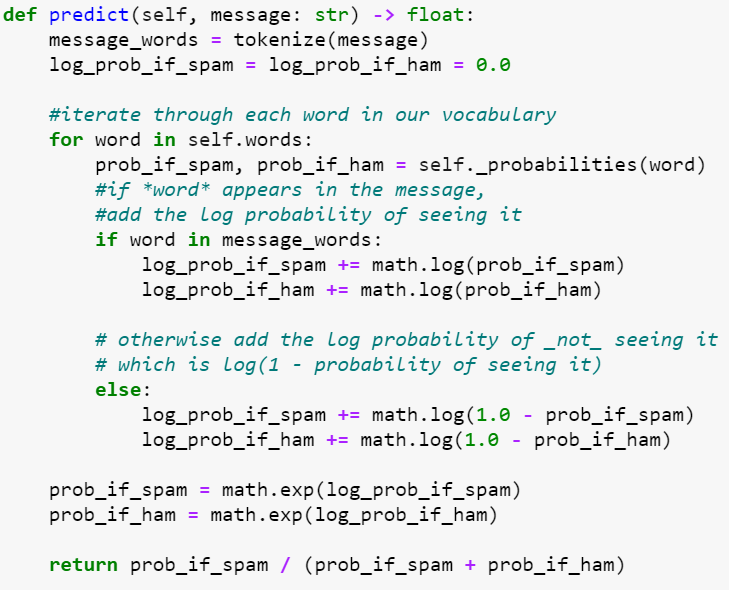 def predict(self, message: str) -> float:
    message_words = tokenize(message)
    log_prob_if_spam = log_prob_if_ham = 0.0

    #iterate through each word in our vocabulary
    for word in self.words:
        prob_if_spam, prob_if_ham = self._probabilities(word)
        #if *word* appears in the message,
        #add the log probability of seeing it
        if word in message_words:
            log_prob_if_spam += math.log(prob_if_spam)
            log_prob_if_ham += math.log(prob_if_ham)

        # otherwise add the log probability of _not_ seeing it
        # which is log(1 - probability of seeing it)
        else:
            log_prob_if_spam += math.log(1.0 - prob_if_spam)
            log_prob_if_ham += math.log(1.0 - prob_if_ham)

    prob_if_spam = math.exp(log_prob_if_spam)
    prob_if_ham = math.exp(log_prob_if_ham)

    return prob_if_spam / (prob_if_spam + prob_if_ham)